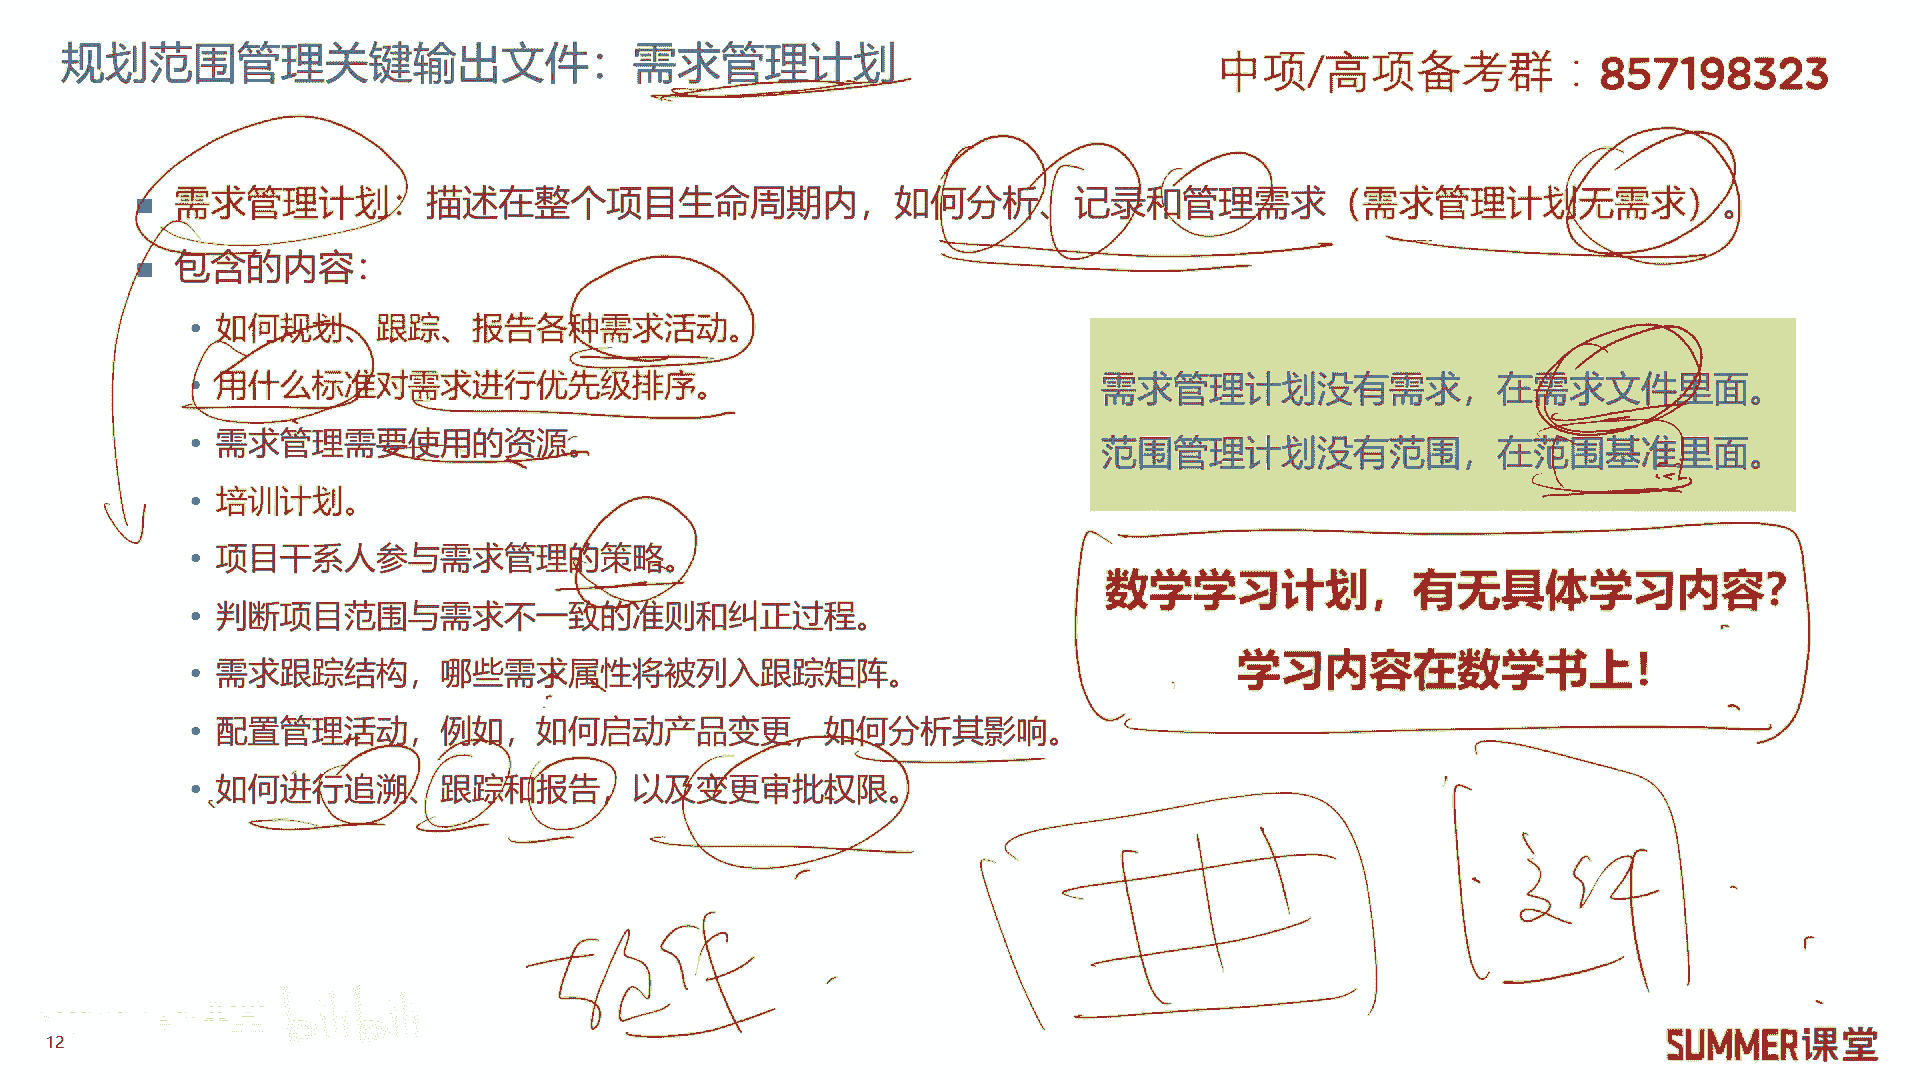 规划范围管理关键输出文件：需求管理计划
中项/高项备考群：857198323
需求管理计划：描述在整个项目生命周期内，如何分析、记录和管理需求（需求管理计划无需求）。
包含的内容：
如何规划、跟踪、报告各种需求活动。
用什么标准对需求进行优先级排序。
需求管理需要使用的资源。
培训计划。
项目干系人参与需求管理的策略。
判断项目范围与需求不一致的准则和纠正过程。
需求跟踪结构，哪些需求属性将被列入跟踪矩阵。
配置管理活动，例如，如何启动产品变更，如何分析其影响。
如何进行追溯、跟踪和报告，以及变更审批权限。
需求管理计划没有需求，在需求文件里面。
范围管理计划没有范围，在范围基准里面。
数学学习计划，有无具体学习内容？
学习内容在数学书上！
文件
软件
bilibili
12
SUMMER课堂